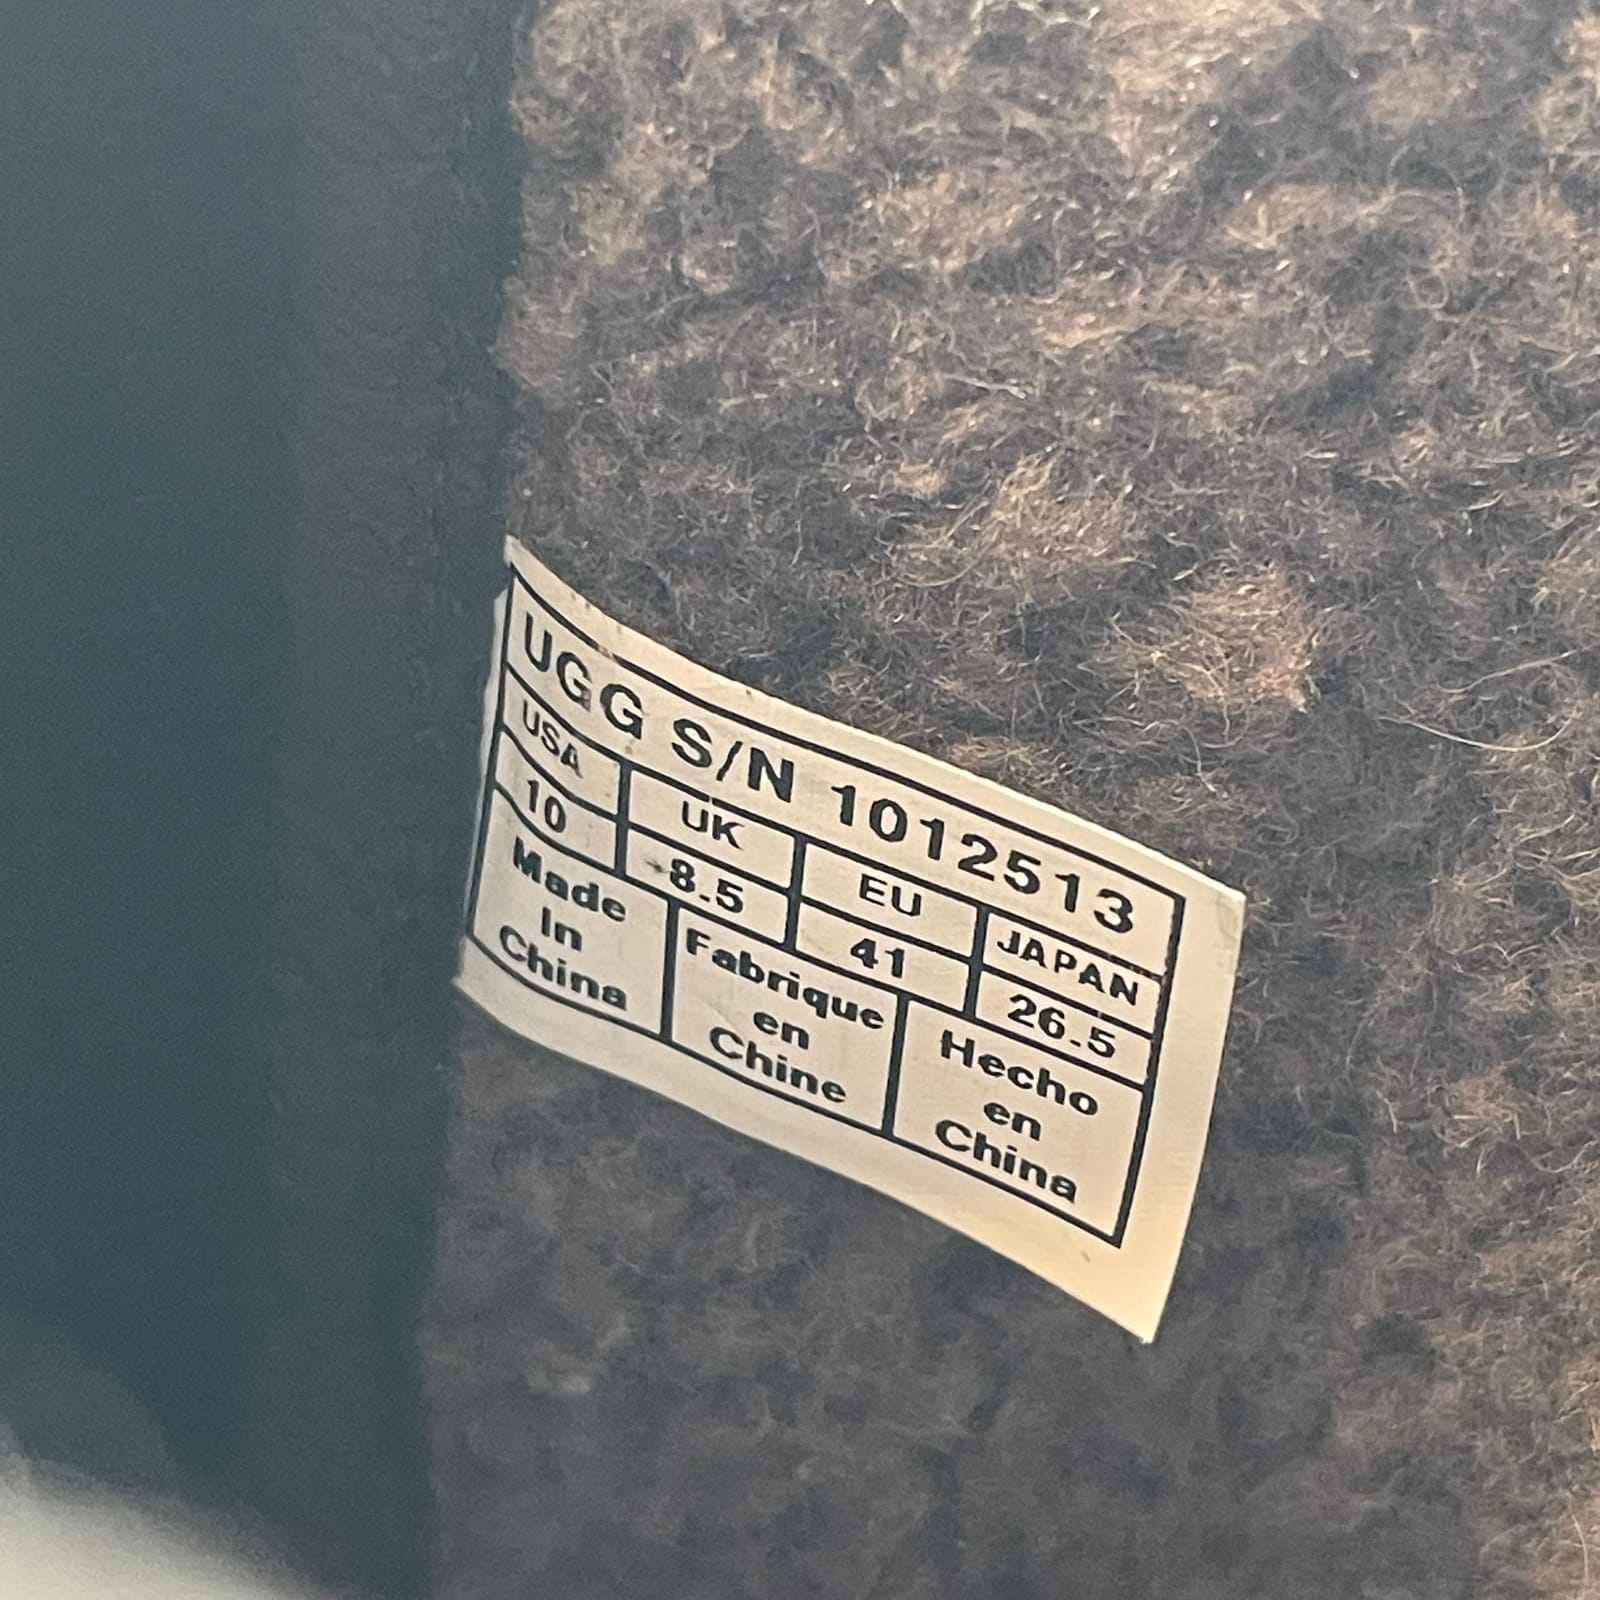 UGG S/N 1012513
USA UK EU JAPAN
10 8.5 41 26.5
Made
In
China
Fabrique
en
Chine
Hecho
en
China